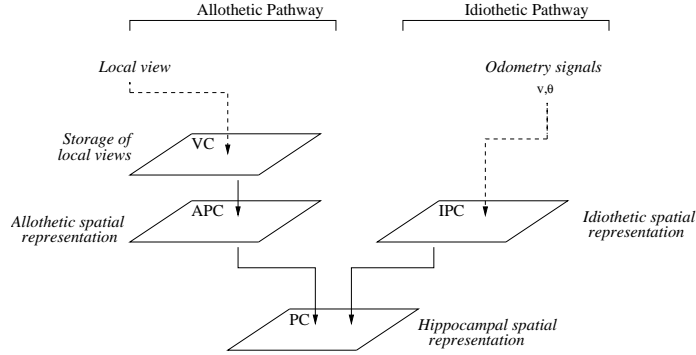 Allothetic Pathway
Idiothetic Pathway
Local view
Odometry signals
v,θ
Storage of
local views
VC
Allothetic spatial
representation
APC
IPC
Idiothetic spatial
representation
PC
Hippocampal spatial
representation